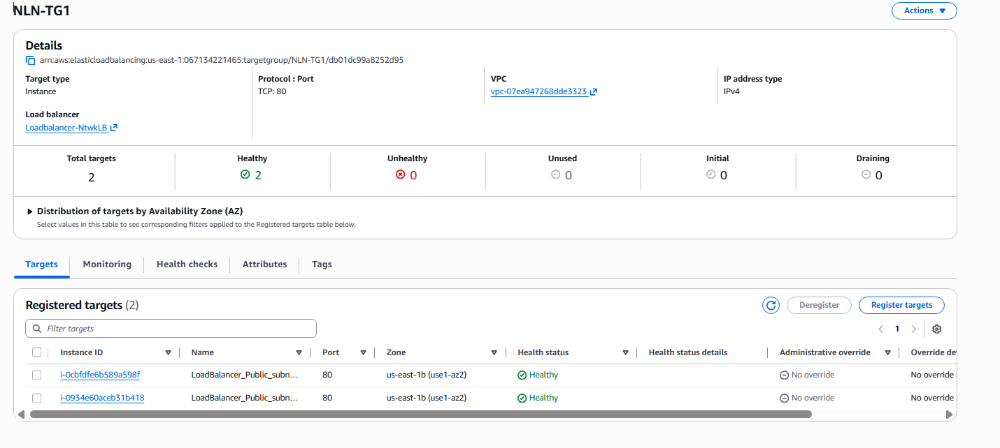 NLN-TG1
Actions
Details
arn:aws:elasticloadbalancing:us-east-1:067134221465:targetgroup/NLN-TG1/db01dc99a8252d95
Target type
Instance
Protocol : Port
TCP: 80
VPC
vpc-07ea947268dde3323
IP address type
IPv4
Load balancer
Loadbalancer-NtwkLB
Total targets
2
Healthy
2
Unhealthy
0
Unused
0
Initial
0
Draining
0
Distribution of targets by Availability Zone (AZ)
Select values in this table to see corresponding filters applied to the Registered targets table below.
Targets Monitoring Health checks Attributes Tags
Registered targets (2)
Deregister Register targets
Filter targets
1
Instance ID Name Port Zone Health status Health status details Administrative override Override de
i-0cbfdfe6b589a598f LoadBalancer_Public_subn... 80 us-east-1b (use1-az2) Healthy No override No override
i-0934e60aceb31b418 LoadBalancer_Public_subn... 80 us-east-1b (use1-az2) Healthy No override No override